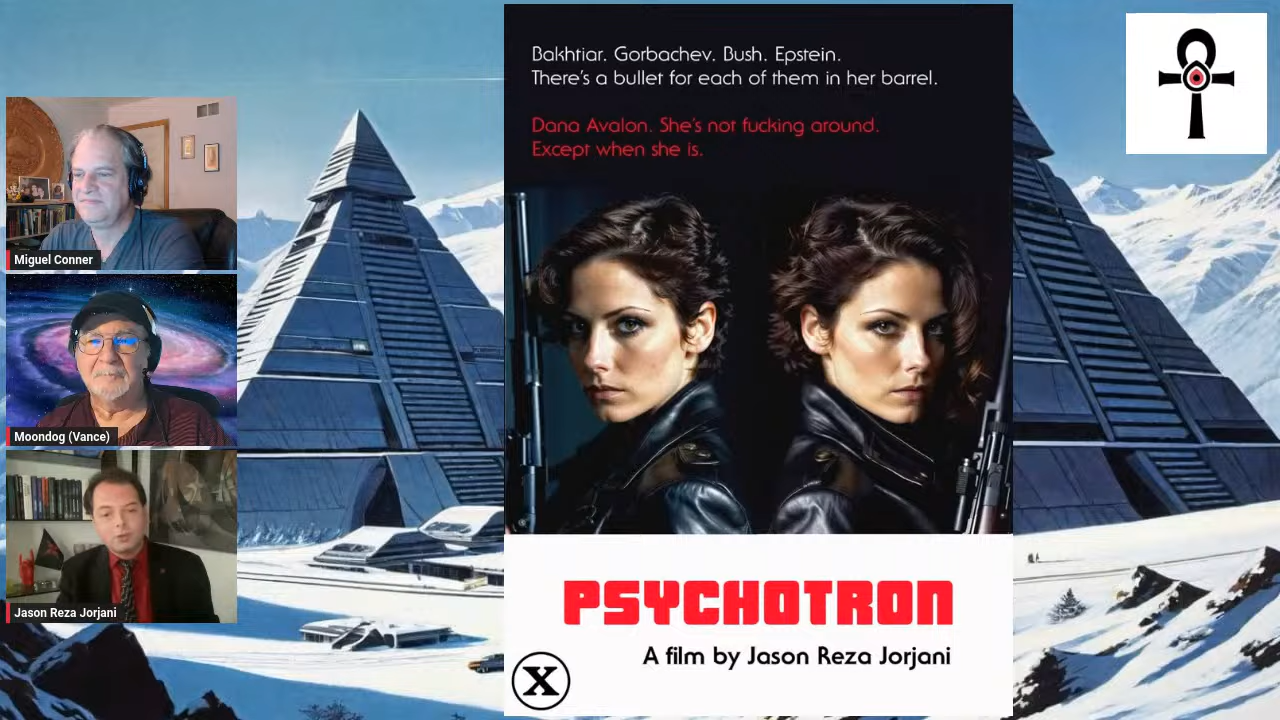 Bakhtiar. Gorbachev. Bush. Epstein.
There's a bullet for each of them in her barrel.
Dana Avalon. She's not fucking around.
Except when she is.
Miguel Conner
Moondog (Vance)
Jason Reza Jorjani
PSYCHOTRON
A film by Jason Reza Jorjani
X